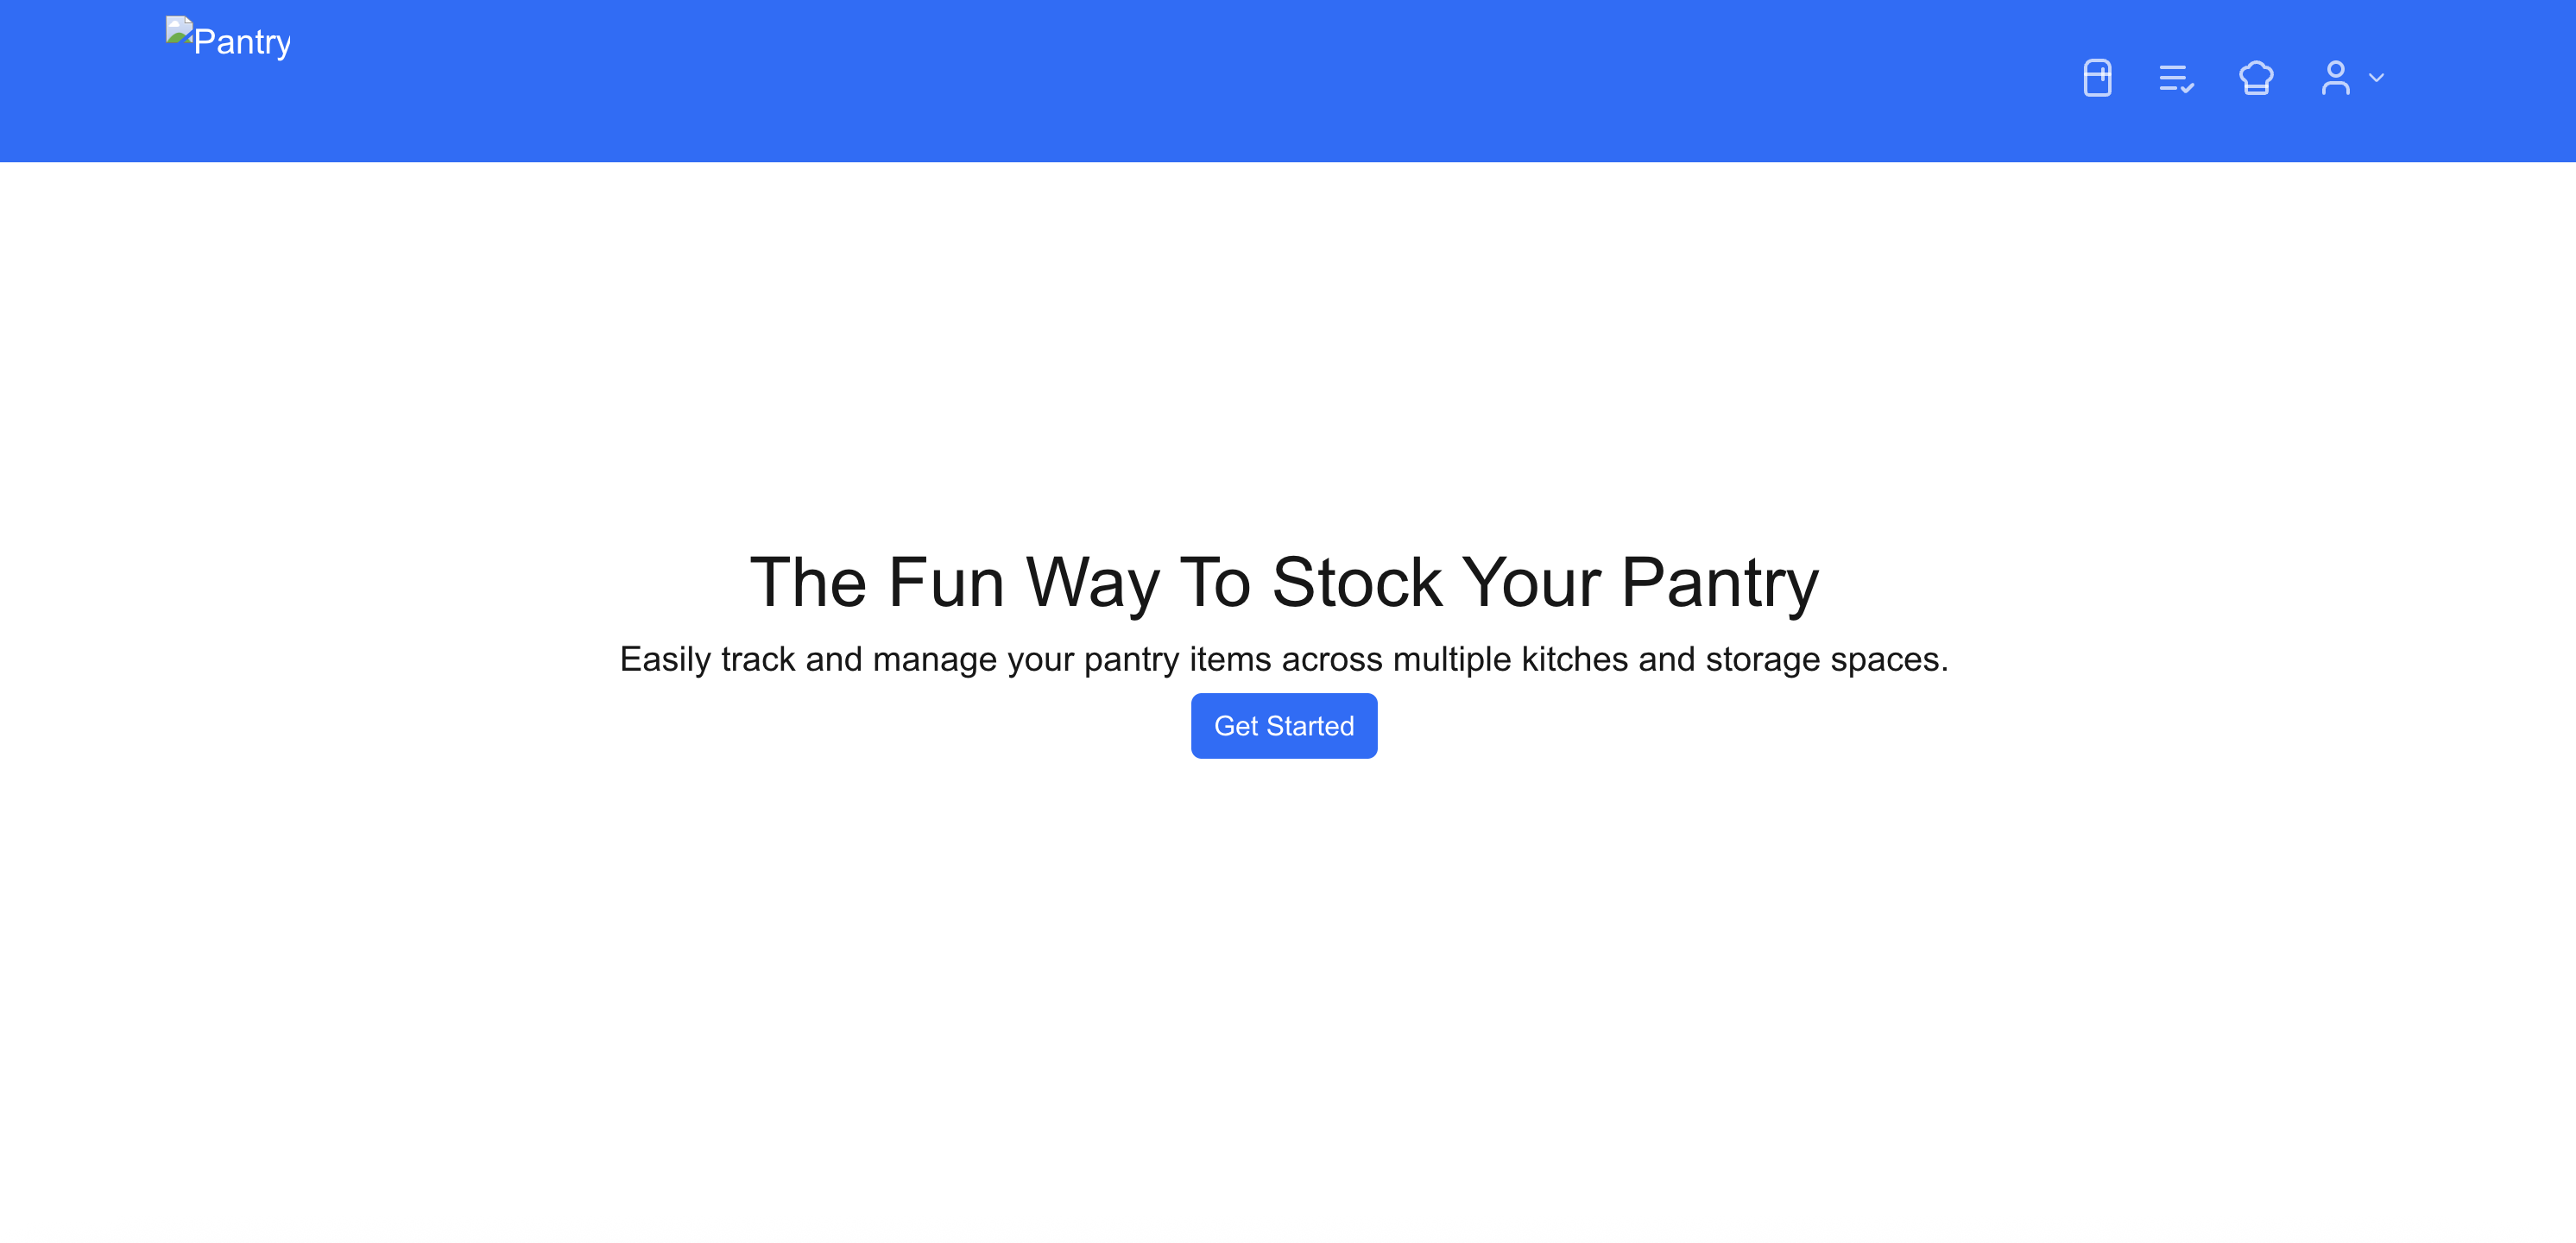 Pantry
The Fun Way To Stock Your Pantry
Easily track and manage your pantry items across multiple kitches and storage spaces.
Get Started